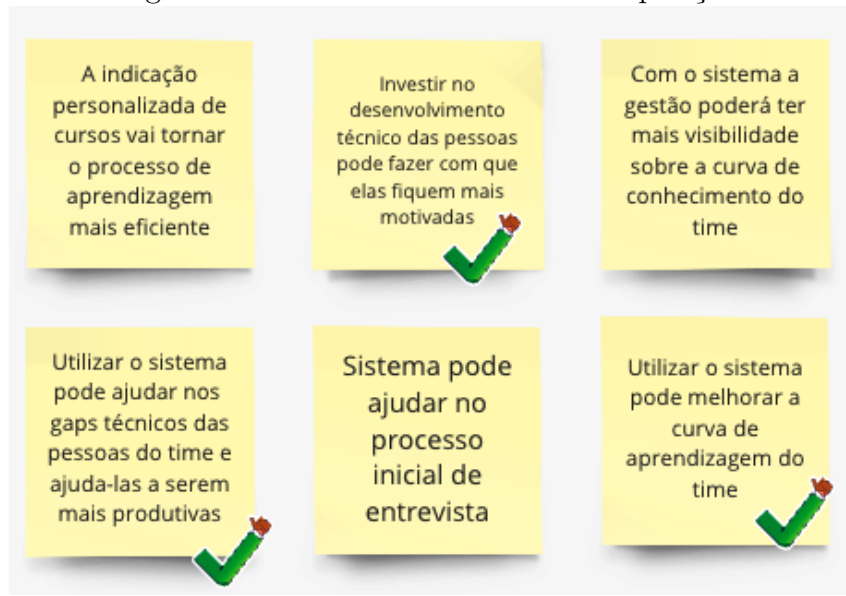 A indicação
personalizada de
cursos vai tornar
o processo de
aprendizagem
mais eficiente
Investir no
desenvolvimento
técnico das pessoas
pode fazer com que
elas fiquem mais
motivadas
Com o sistema a
gestão poderá ter
mais visibilidade
sobre a curva de
conhecimento do
time
Utilizar o sistema
pode ajudar nos
gaps técnicos das
pessoas do time e
ajuda-las a serem
mais produtivas
Sistema pode
ajudar no
processo
inicial de
entrevista
Utilizar o sistema
pode melhorar a
curva de
aprendizagem do
time